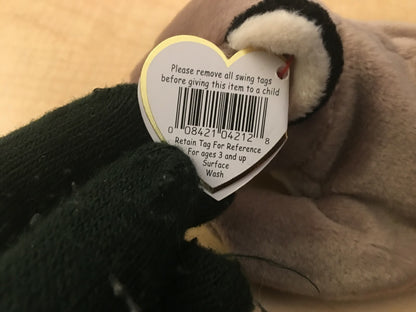 Please remove all swing tags
before giving this item to a child
0 08421 04212 8
Retain Tag For Reference
For ages 3 and up
Surface
Wash